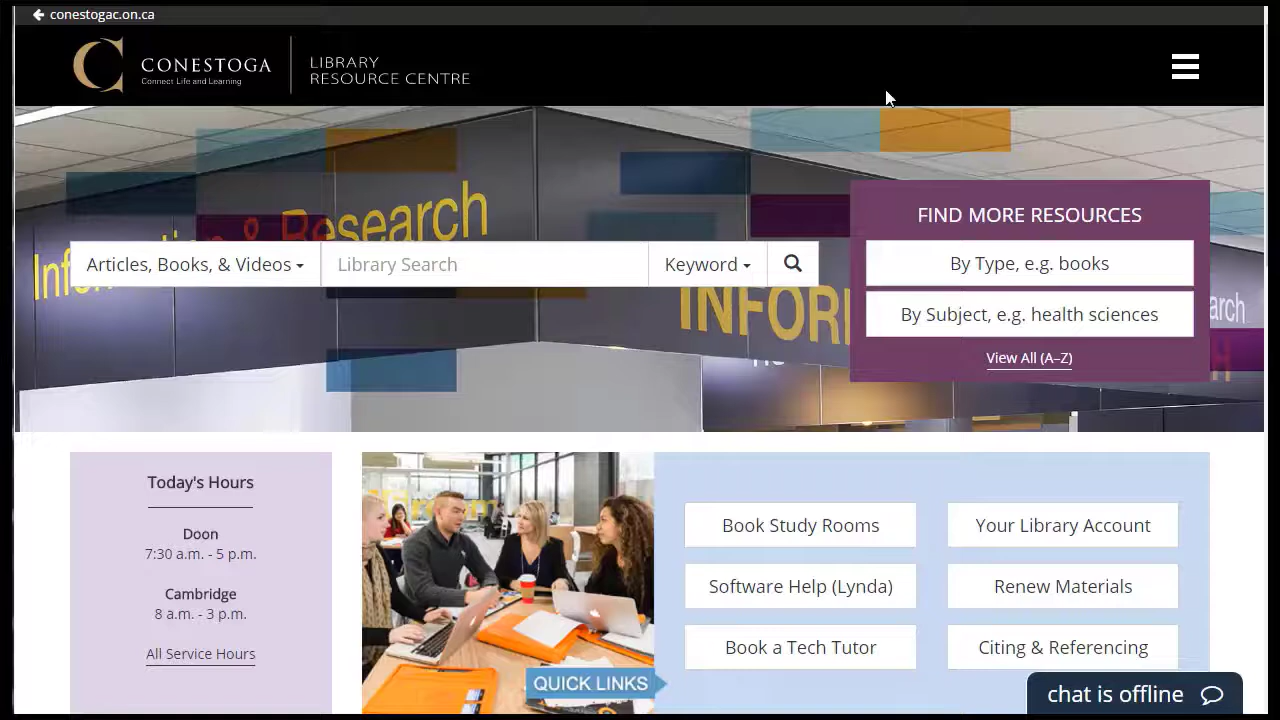 conestogac.on.ca
CONESTOGA
Connect Life and Learning
LIBRARY
RESOURCE CENTRE
Information & Research
INFOR
arch
H
FIND MORE RESOURCES
Articles, Books, & Videos
Library Search
Keyword
By Type, e.g. books
By Subject, e.g. health sciences
View All (A–Z)
Today's Hours
Doon
7:30 a.m. - 5 p.m.
Cambridge
8 a.m. - 3 p.m.
All Service Hours
QUICK LINKS
Book Study Rooms
Your Library Account
Software Help (Lynda)
Renew Materials
Book a Tech Tutor
Citing & Referencing
chat is offline